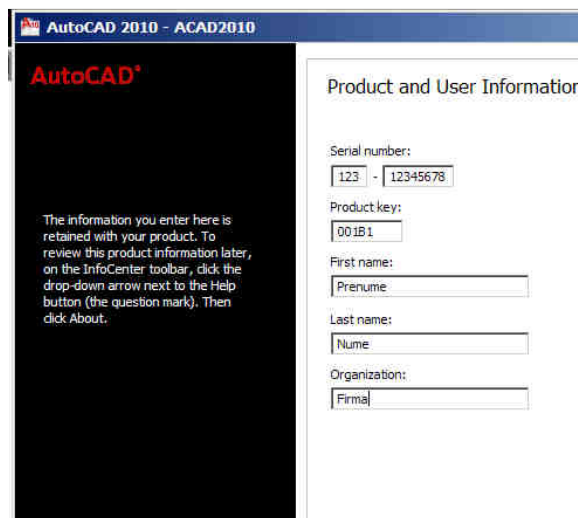 AutoCAD 2010 - ACAD2010
AutoCAD®
The information you enter here is
retained with your product. To
review this product information later,
on the InfoCenter toolbar, click the
drop-down arrow next to the Help
button (the question mark). Then
click About.
Product and User Information
Serial number:
123 - 12345678
Product key:
001B1
First name:
Prenume
Last name:
Nume
Organization:
Firma